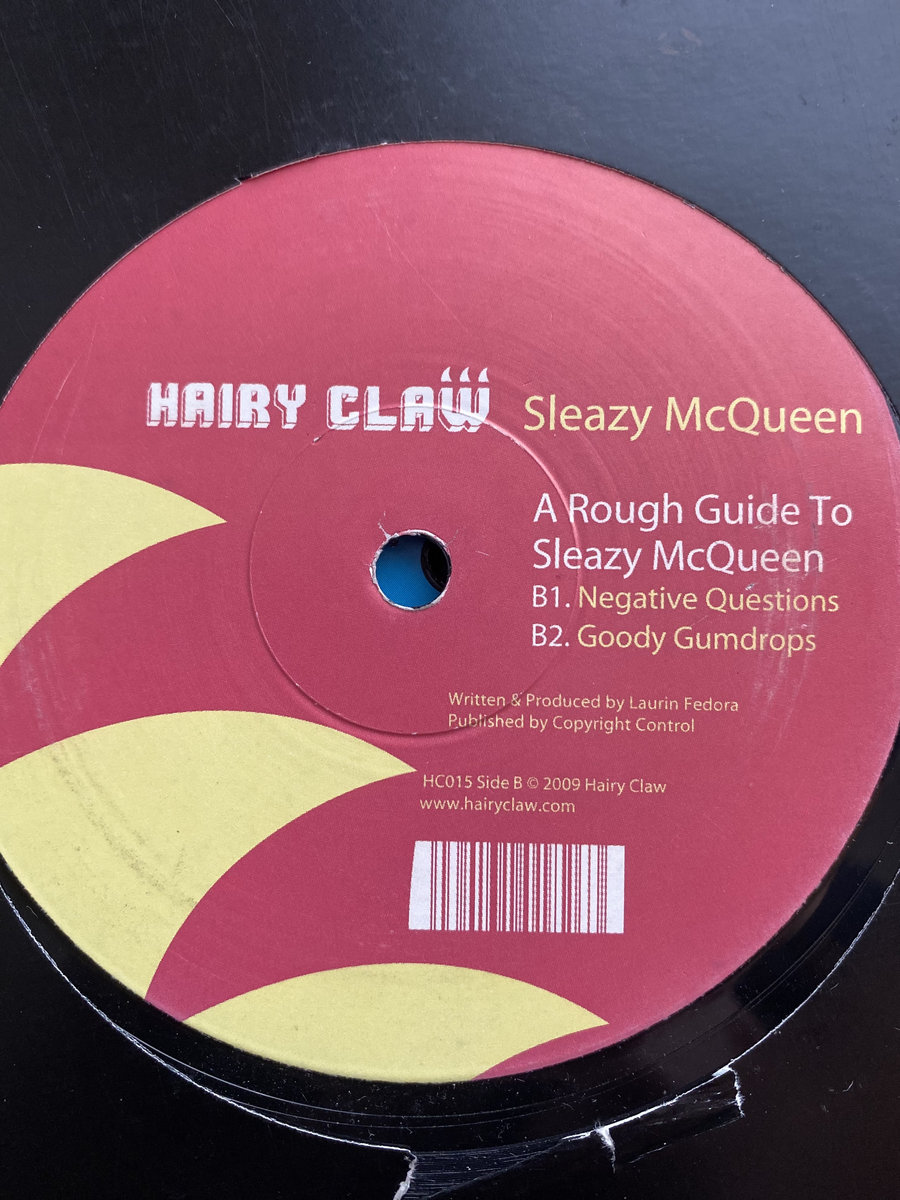 HAIRY CLAW
Sleazy McQueen
A Rough Guide To
Sleazy McQueen
B1. Negative Questions
B2. Goody Gumdrops
Written & Produced by Laurin Fedora
Published by Copyright Control
HC015 Side B © 2009 Hairy Claw
www.hairyclaw.com